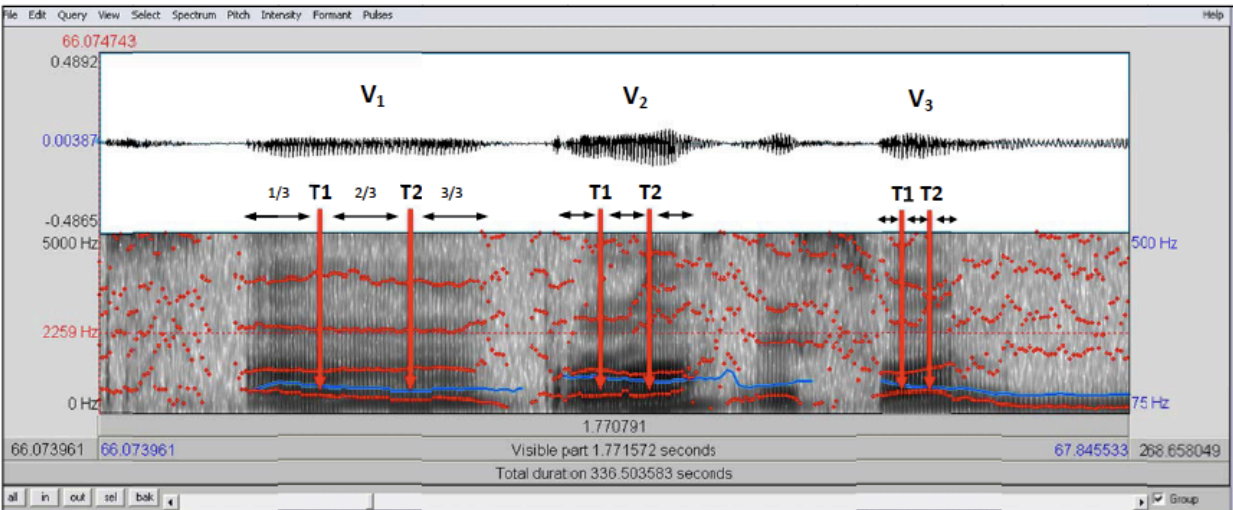 File Edit Query View Select Spectrum Pitch Intensity Formant Pulses Help
66.074743
0.4892
V1 V2 V3
0.00387
1/3 T1 2/3 T2 3/3 T1 T2 T1 T2
-0.4865
5000 Hz 500 Hz
2259 Hz
0 Hz 75 Hz
1.770791
66.073961 66.073961 Visible part 1.771572 seconds 67.845533 268.658049
Total duration 336.503583 seconds
all in out sel bak Group